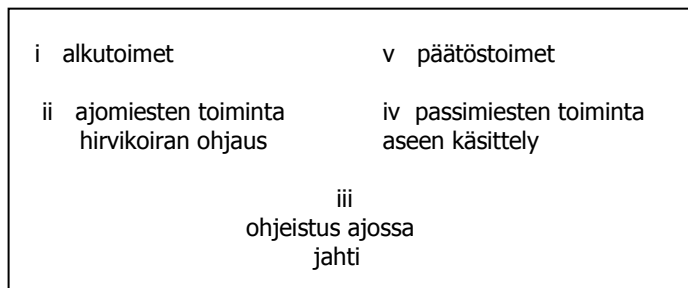 i alkutoimet
v päätöstoimet
ii ajomiesten toiminta
hirvikoiran ohjaus
iv passimiesten toiminta
aseen käsittely
iii
ohjeistus ajossa
jahti